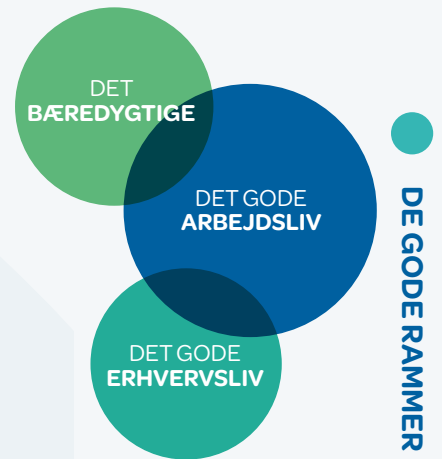 DET
BÆREDYGTIGE
DET GODE
ARBEJDSLIV
DET GODE
ERHVERVSLIV
DE GODE RAMMER